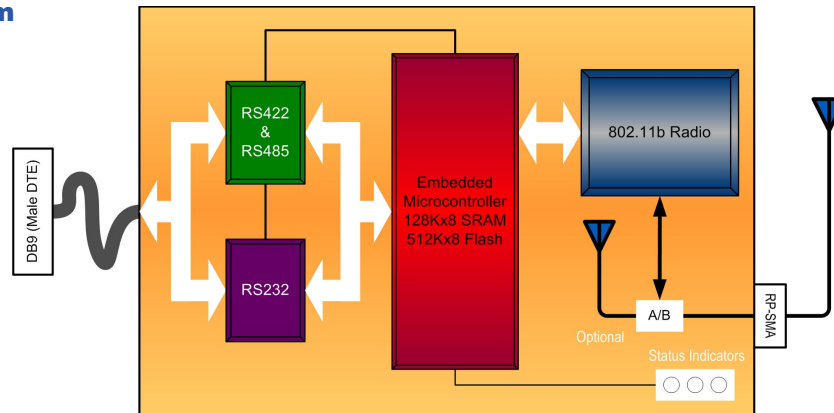 m
DB9 (Male DTE)
RS422
&
RS485
RS232
Embedded
Microcontroller
128Kx8 SRAM
512Kx8 Flash
802.11b Radio
A/B
Optional
RP-SMA
Status Indicators